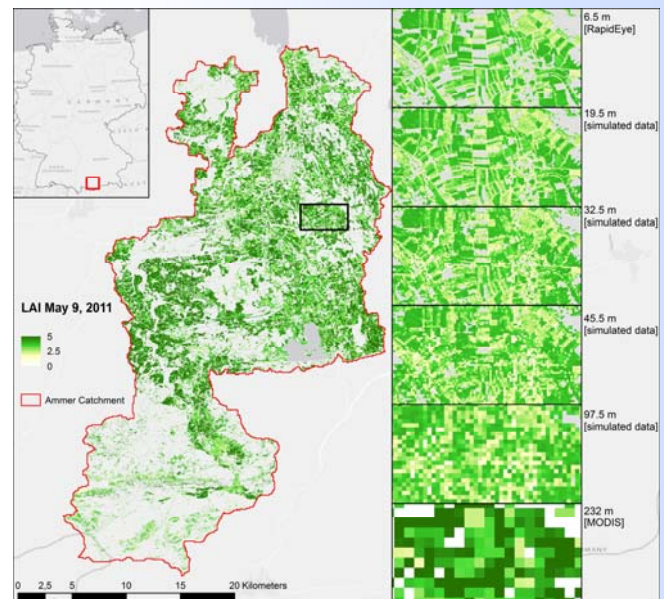 GERMANY
LAI May 9, 2011
5
2.5
0
Ammer Catchment
0 2,5 5 10 15 20 Kilometers
6.5 m
[RapidEye]
19.5 m
[simulated data]
32.5 m
[simulated data]
45.5 m
[simulated data]
97.5 m
[simulated data]
232 m
[MODIS]